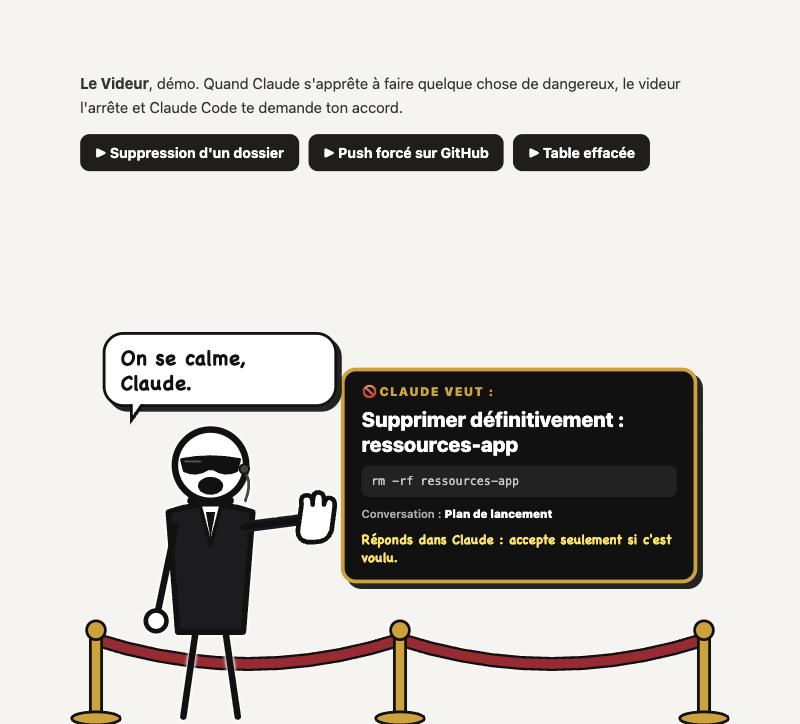 Le Videur, démo. Quand Claude s'apprête à faire quelque chose de dangereux, le videur
l'arrête et Claude Code te demande ton accord.
▶ Suppression d'un dossier
▶ Push forcé sur GitHub
▶ Table effacée
On se calme,
Claude.
🚫 CLAUDE VEUT :
Supprimer définitivement :
ressources-app
rm -rf ressources-app
Conversation : Plan de lancement
Réponds dans Claude : accepte seulement si c'est
voulu.